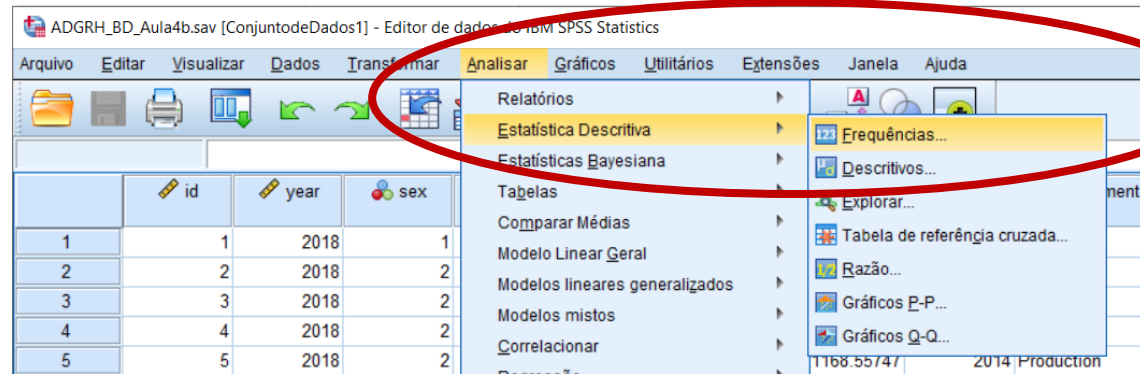 ADGRH_BD_Aula4b.sav [ConjuntodeDados1] - Editor de dados do IBM SPSS Statistics
Arquivo Editar Visualizar Dados Transformar Analisar Gráficos Utilitários Extensões Janela Ajuda
Relatórios
Estatística Descritiva
Estatísticas Bayesiana
Tabelas
Comparar Médias
Modelo Linear Geral
Modelos lineares generalizados
Modelos mistos
Correlacionar
123 Frequências...
Descritivos...
Explorar...
Tabela de referência cruzada...
1/2 Razão...
Gráficos P-P...
Gráficos Q-Q...
id year sex
1 1 2018 1
2 2 2018 2
3 3 2018 2
4 4 2018 2
5 5 2018 2 1168.55747 2014 Production